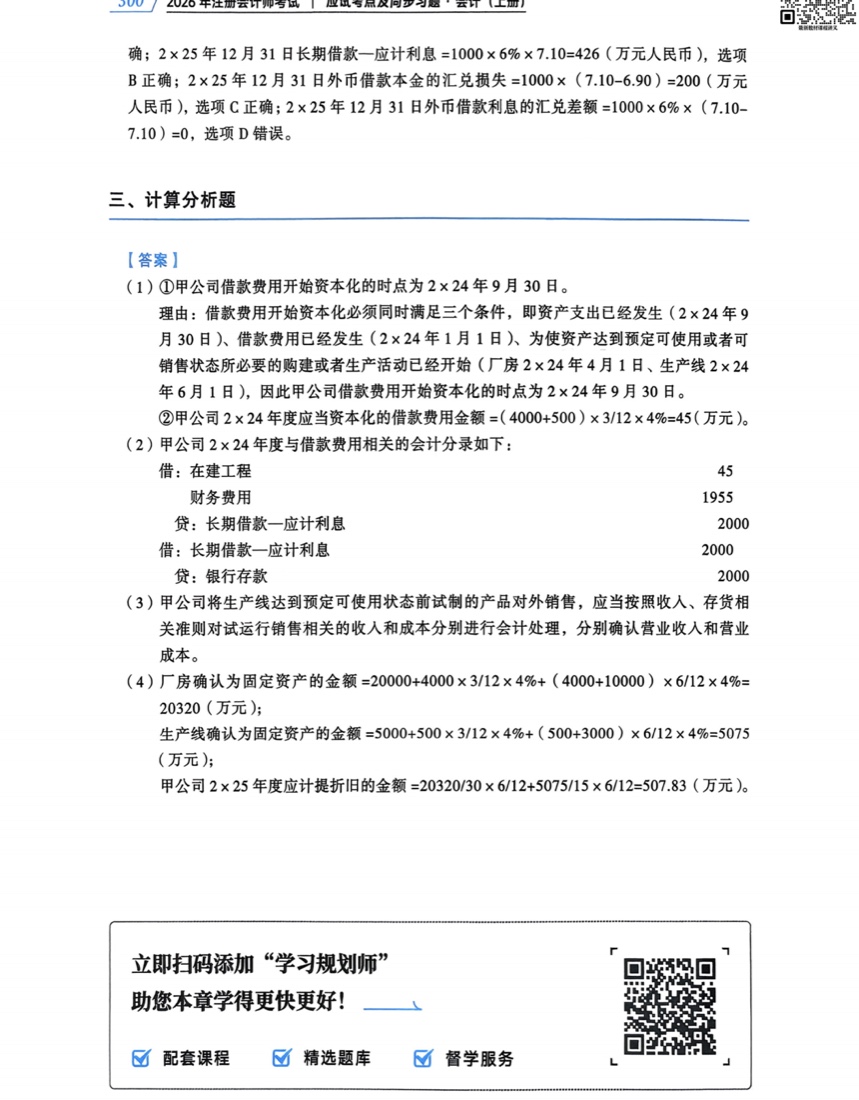 300 / 2026年注册会计师考试 | 应试考点及同步习题·会计（上册）
确；2×25年12月31日长期借款—应计利息=1000×6%×7.10=426（万元人民币），选项
B正确；2×25年12月31日外币借款本金的汇兑损失=1000×（7.10-6.90）=200（万元
人民币），选项C正确；2×25年12月31日外币借款利息的汇兑差额=1000×6%×（7.10-
7.10）=0，选项D错误。
三、计算分析题
【答案】
（1）①甲公司借款费用开始资本化的时点为2×24年9月30日。
理由：借款费用开始资本化必须同时满足三个条件，即资产支出已经发生（2×24年9
月30日）、借款费用已经发生（2×24年1月1日）、为使资产达到预定可使用或者可
销售状态所必要的购建或者生产活动已经开始（厂房2×24年4月1日、生产线2×24
年6月1日），因此甲公司借款费用开始资本化的时点为2×24年9月30日。
②甲公司2×24年度应当资本化的借款费用金额=（4000+500）×3/12×4%=45（万元）。
（2）甲公司2×24年度与借款费用相关的会计分录如下：
借：在建工程 45
财务费用 1955
贷：长期借款—应计利息 2000
借：长期借款—应计利息 2000
贷：银行存款 2000
（3）甲公司将生产线达到预定可使用状态前试制的产品对外销售，应当按照收入、存货相
关准则对试运行销售相关的收入和成本分别进行会计处理，分别确认营业收入和营业
成本。
（4）厂房确认为固定资产的金额=20000+4000×3/12×4%+（4000+10000）×6/12×4%=
20320（万元）；
生产线确认为固定资产的金额=5000+500×3/12×4%+（500+3000）×6/12×4%=5075
（万元）；
甲公司2×25年度应计提折旧的金额=20320/30×6/12+5075/15×6/12=507.83（万元）。
立即扫码添加“学习规划师”
助您本章学得更快更好！
配套课程 精选题库 督学服务